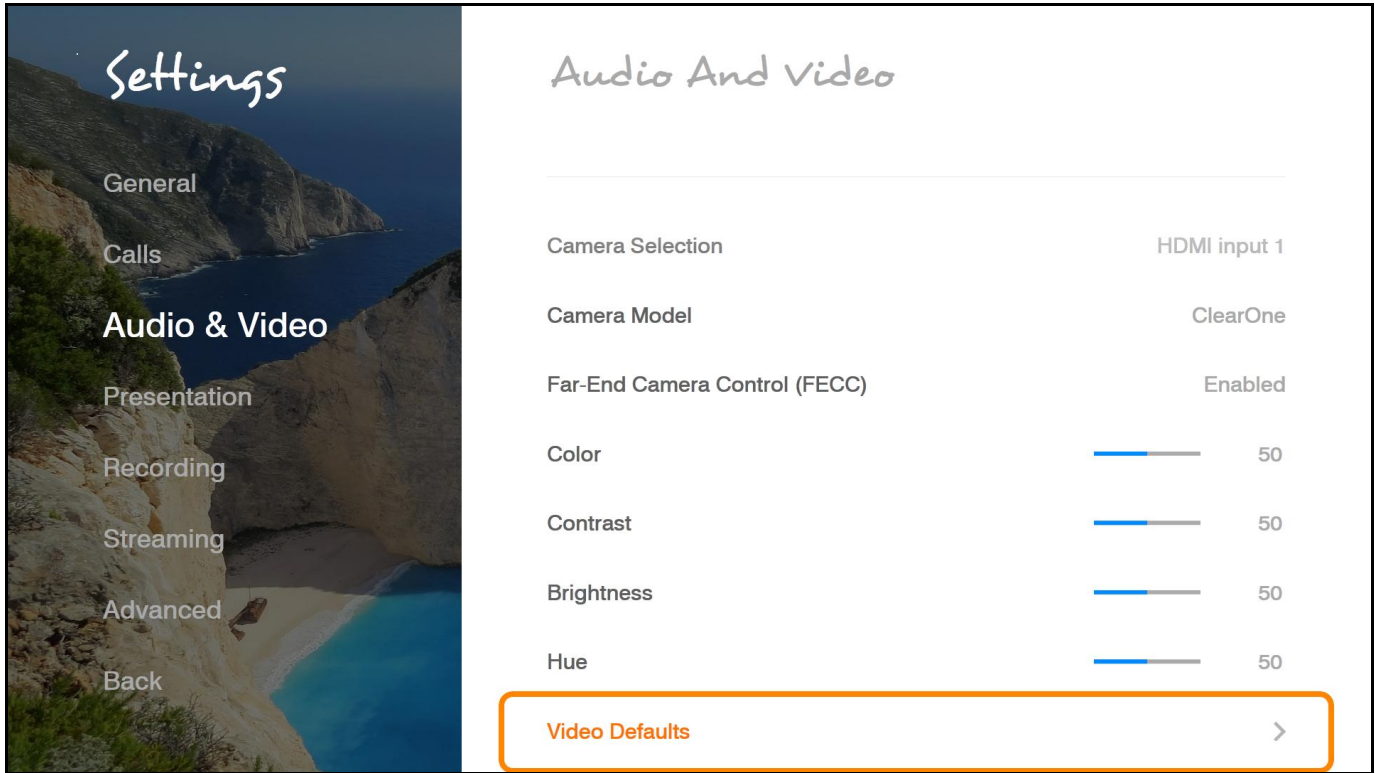 Settings
General
Calls
Audio & Video
Presentation
Recording
Streaming
Advanced
Back
Audio And Video
Camera Selection HDMI input 1
Camera Model ClearOne
Far-End Camera Control (FECC) Enabled
Color 50
Contrast 50
Brightness 50
Hue 50
Video Defaults